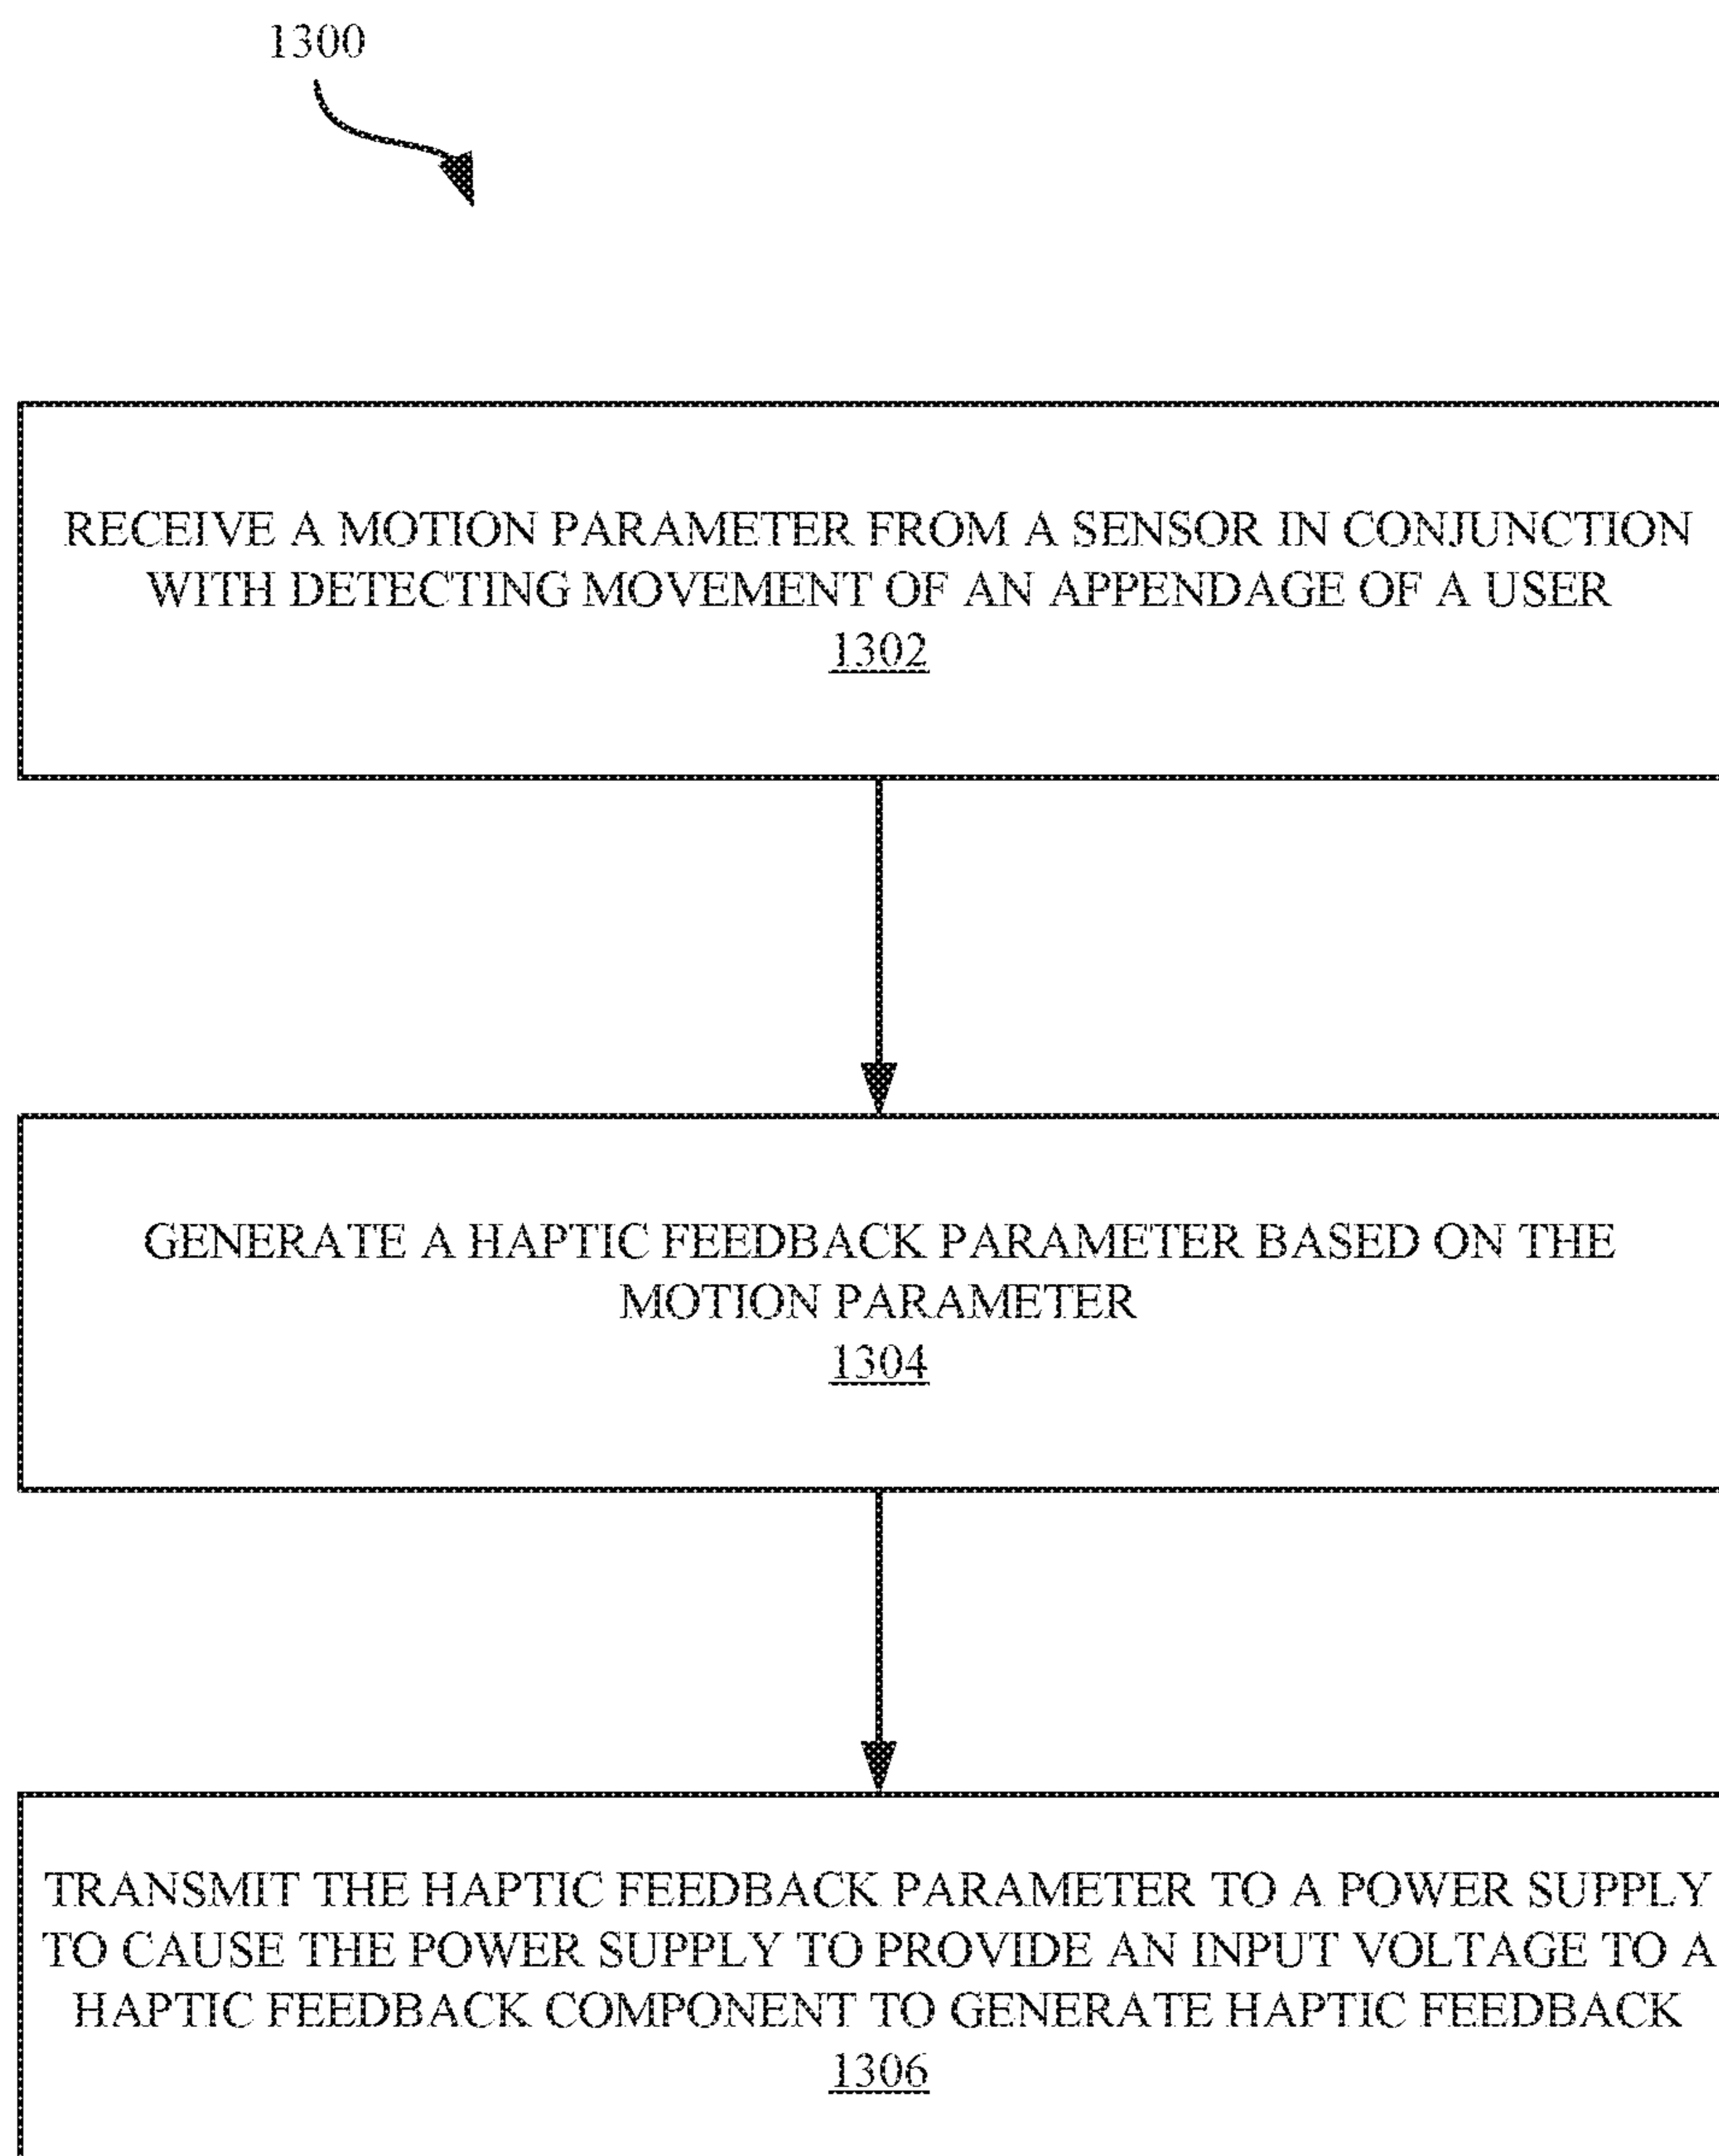 1300
RECEIVE A MOTION PARAMETER FROM A SENSOR IN CONJUNCTION
WITH DETECTING MOVEMENT OF AN APPENDAGE OF A USER
1302
GENERATE A HAPTIC FEEDBACK PARAMETER BASED ON THE
MOTION PARAMETER
1304
TRANSMIT THE HAPTIC FEEDBACK PARAMETER TO A POWER SUPPLY
TO CAUSE THE POWER SUPPLY TO PROVIDE AN INPUT VOLTAGE TO A
HAPTIC FEEDBACK COMPONENT TO GENERATE HAPTIC FEEDBACK
1306